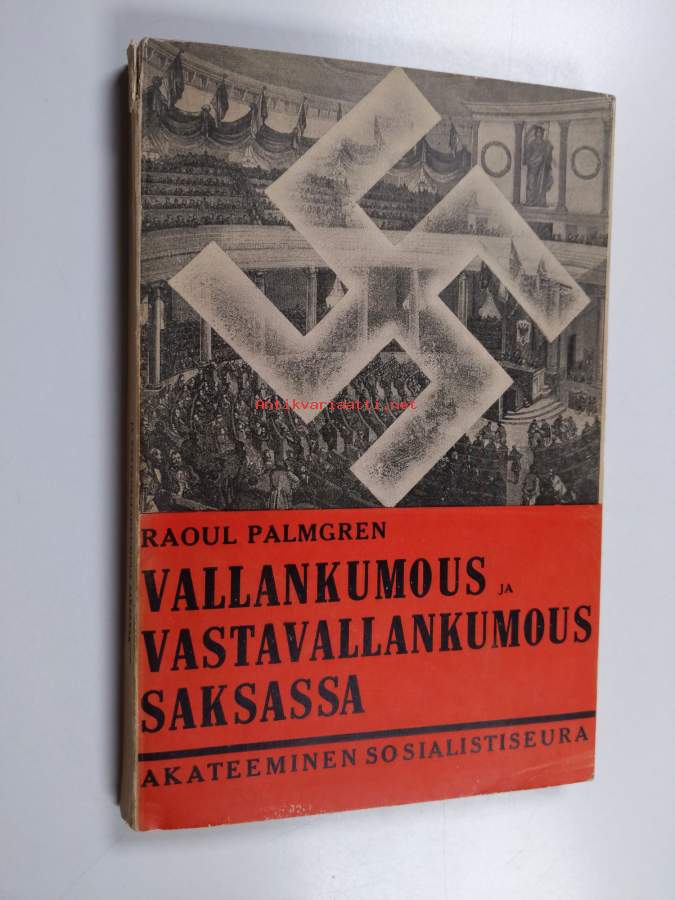 Antikvariaatti.net
RAOUL PALMGREN
VALLANKUMOUS JA
VASTAVALLANKUMOUS
SAKSASSA
AKATEEMINEN SOSIALISTISEURA